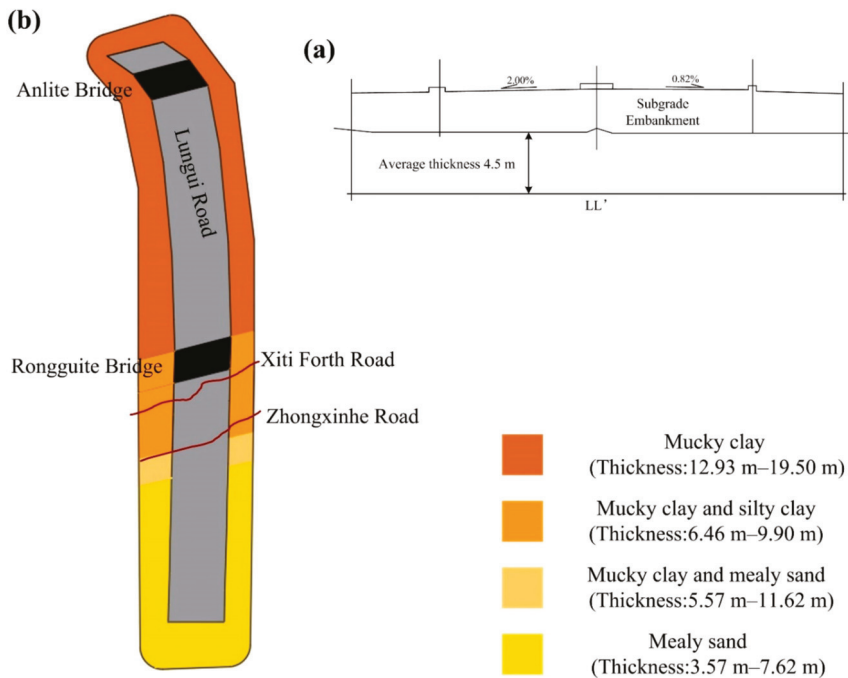 (b)
(a)
Anlite Bridge
Lungui Road
Rongguite Bridge
Xiti Forth Road
Zhongxinhe Road
2.00%
0.82%
Subgrade
Embankment
Average thickness 4.5 m
LL'
Mucky clay
(Thickness:12.93 m–19.50 m)
Mucky clay and silty clay
(Thickness:6.46 m–9.90 m)
Mucky clay and mealy sand
(Thickness:5.57 m–11.62 m)
Mealy sand
(Thickness:3.57 m–7.62 m)